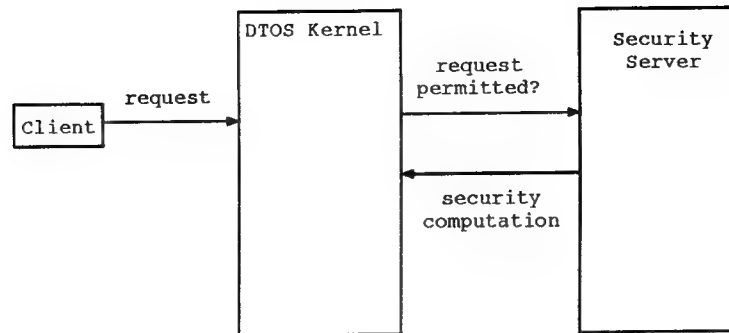 DTOS Kernel
Security
Server
request
permitted?
request
Client
security
computation